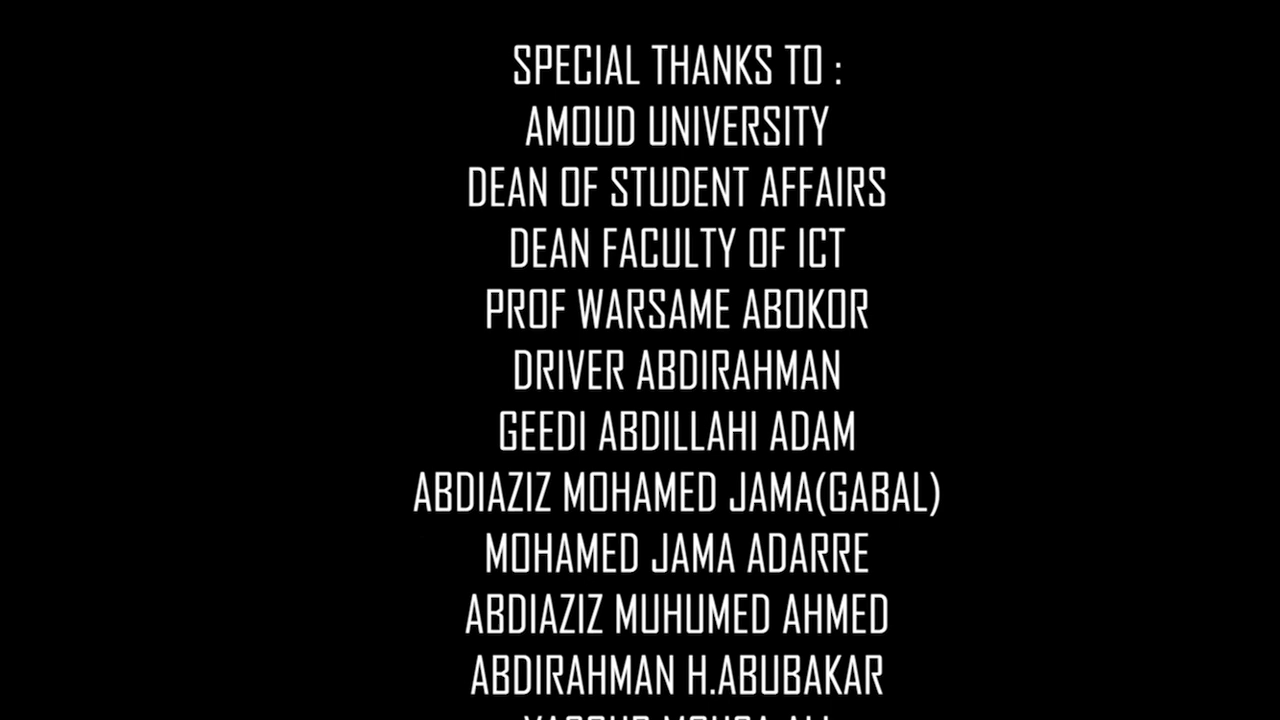 SPECIAL THANKS TO :
AMOUD UNIVERSITY
DEAN OF STUDENT AFFAIRS
DEAN FACULTY OF ICT
PROF WARSAME ABOKOR
DRIVER ABDIRAHMAN
GEEDI ABDILLAHI ADAM
ABDIAZIZ MOHAMED JAMA(GABAL)
MOHAMED JAMA ADARRE
ABDIAZIZ MUHUMED AHMED
ABDIRAHMAN H.ABUBAKAR